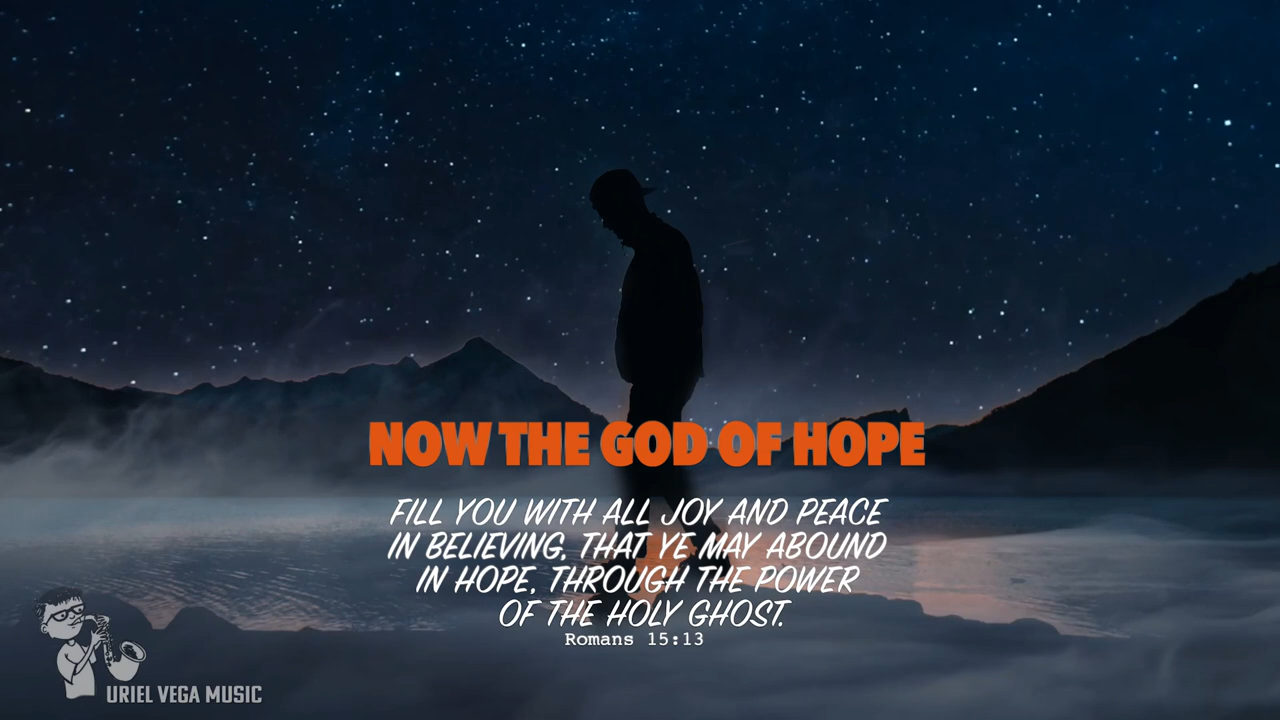 NOW THE GOD OF HOPE
FILL YOU WITH ALL JOY AND PEACE
IN BELIEVING, THAT YE MAY ABOUND
IN HOPE, THROUGH THE POWER
OF THE HOLY GHOST.
Romans 15:13
URIEL VEGA MUSIC